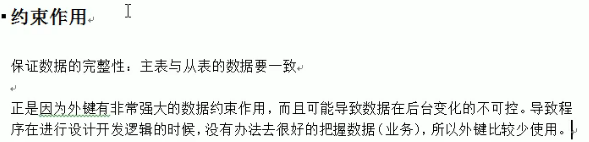 ▪约束作用
保证数据的完整性：主表与从表的数据要一致
正是因为外键有非常强大的数据约束作用，而且可能导致数据在后台变化的不可控。导致程
序在进行设计开发逻辑的时候，没有办法去很好的把握数据（业务），所以外键比较少使用。